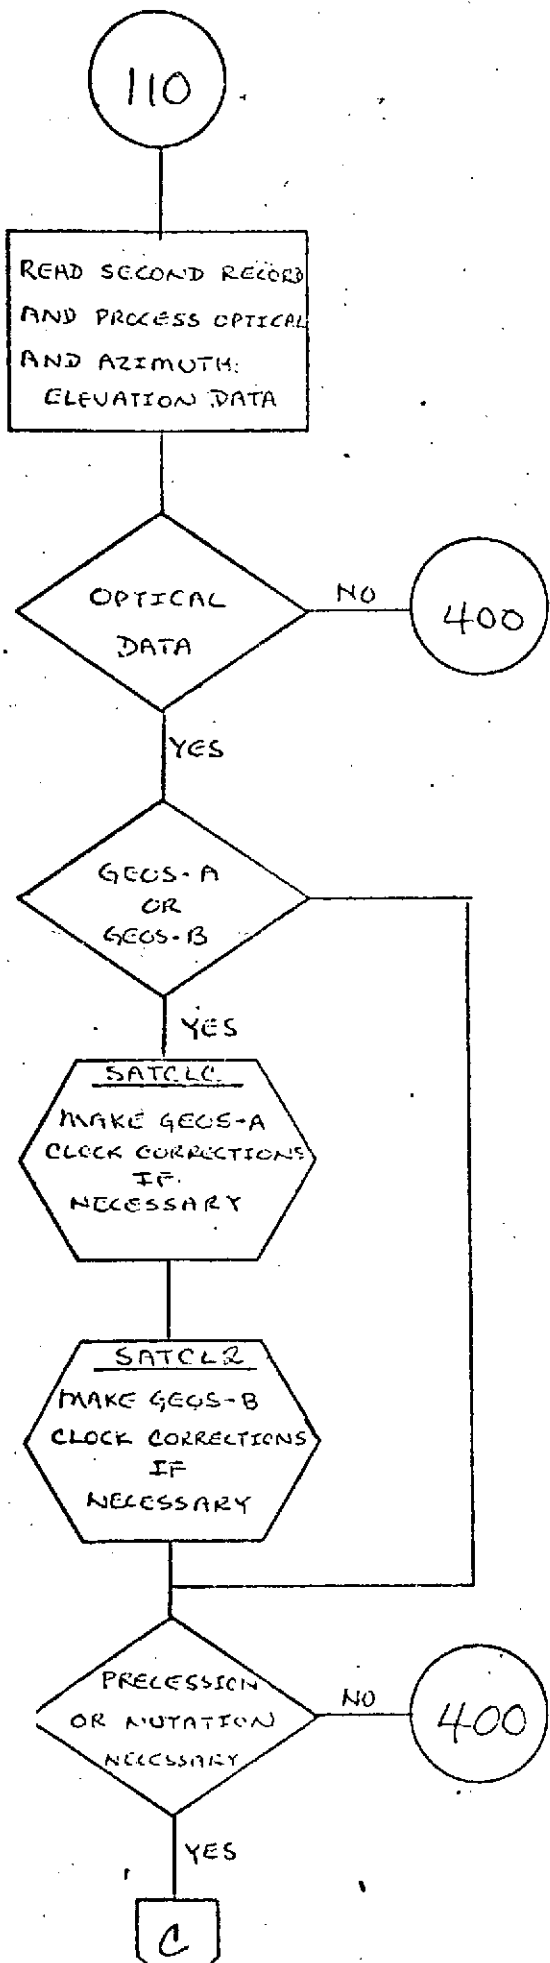 110
READ SECOND RECORD
AND PROCESS OPTICAL
AND AZIMUTH:
ELEVATION DATA
OPTICAL
DATA
NO
400
YES
GEOS-A
OR
GEOS-B
YES
SATCLC
MAKE GEOS-A
CLOCK CORRECTIONS
IF
NECESSARY
SATCL2
MAKE GEOS-B
CLOCK CORRECTIONS
IF
NECESSARY
PRECESSION
OR NUTATION
NECESSARY
NO
400
YES
C